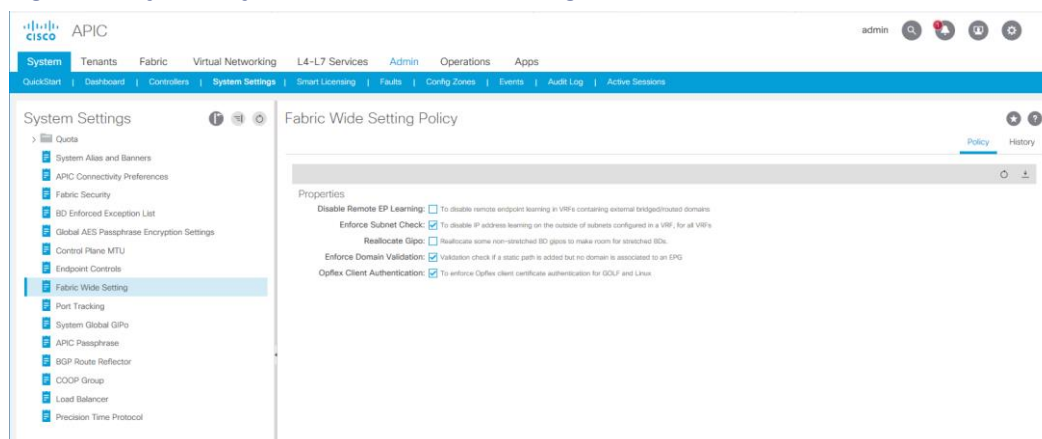 cisco APIC admin
System Tenants Fabric Virtual Networking L4-L7 Services Admin Operations Apps
QuickStart | Dashboard | Controllers | System Settings | Smart Licensing | Faults | Config Zones | Events | Audit Log | Active Sessions
System Settings
Quota
System Alias and Banners
APIC Connectivity Preferences
Fabric Security
BD Enforced Exception List
Global AES Passphrase Encryption Settings
Control Plane MTU
Endpoint Controls
Fabric Wide Setting
Port Tracking
System Global GIPo
APIC Passphrase
BGP Route Reflector
COOP Group
Load Balancer
Precision Time Protocol
Fabric Wide Setting Policy
Policy History
Properties
Disable Remote EP Learning: To disable remote endpoint learning in VRFs containing external bridged/routed domains
Enforce Subnet Check: To disable IP address learning on the outside of subnets configured in a VRF, for all VRFs
Reallocate Gipo: Reallocate some non-stretched BD gipos to make room for stretched BDs.
Enforce Domain Validation: Validation check if a static path is added but no domain is associated to an EPG
Opflex Client Authentication: To enforce Opflex client certificate authentication for GOLF and Linux